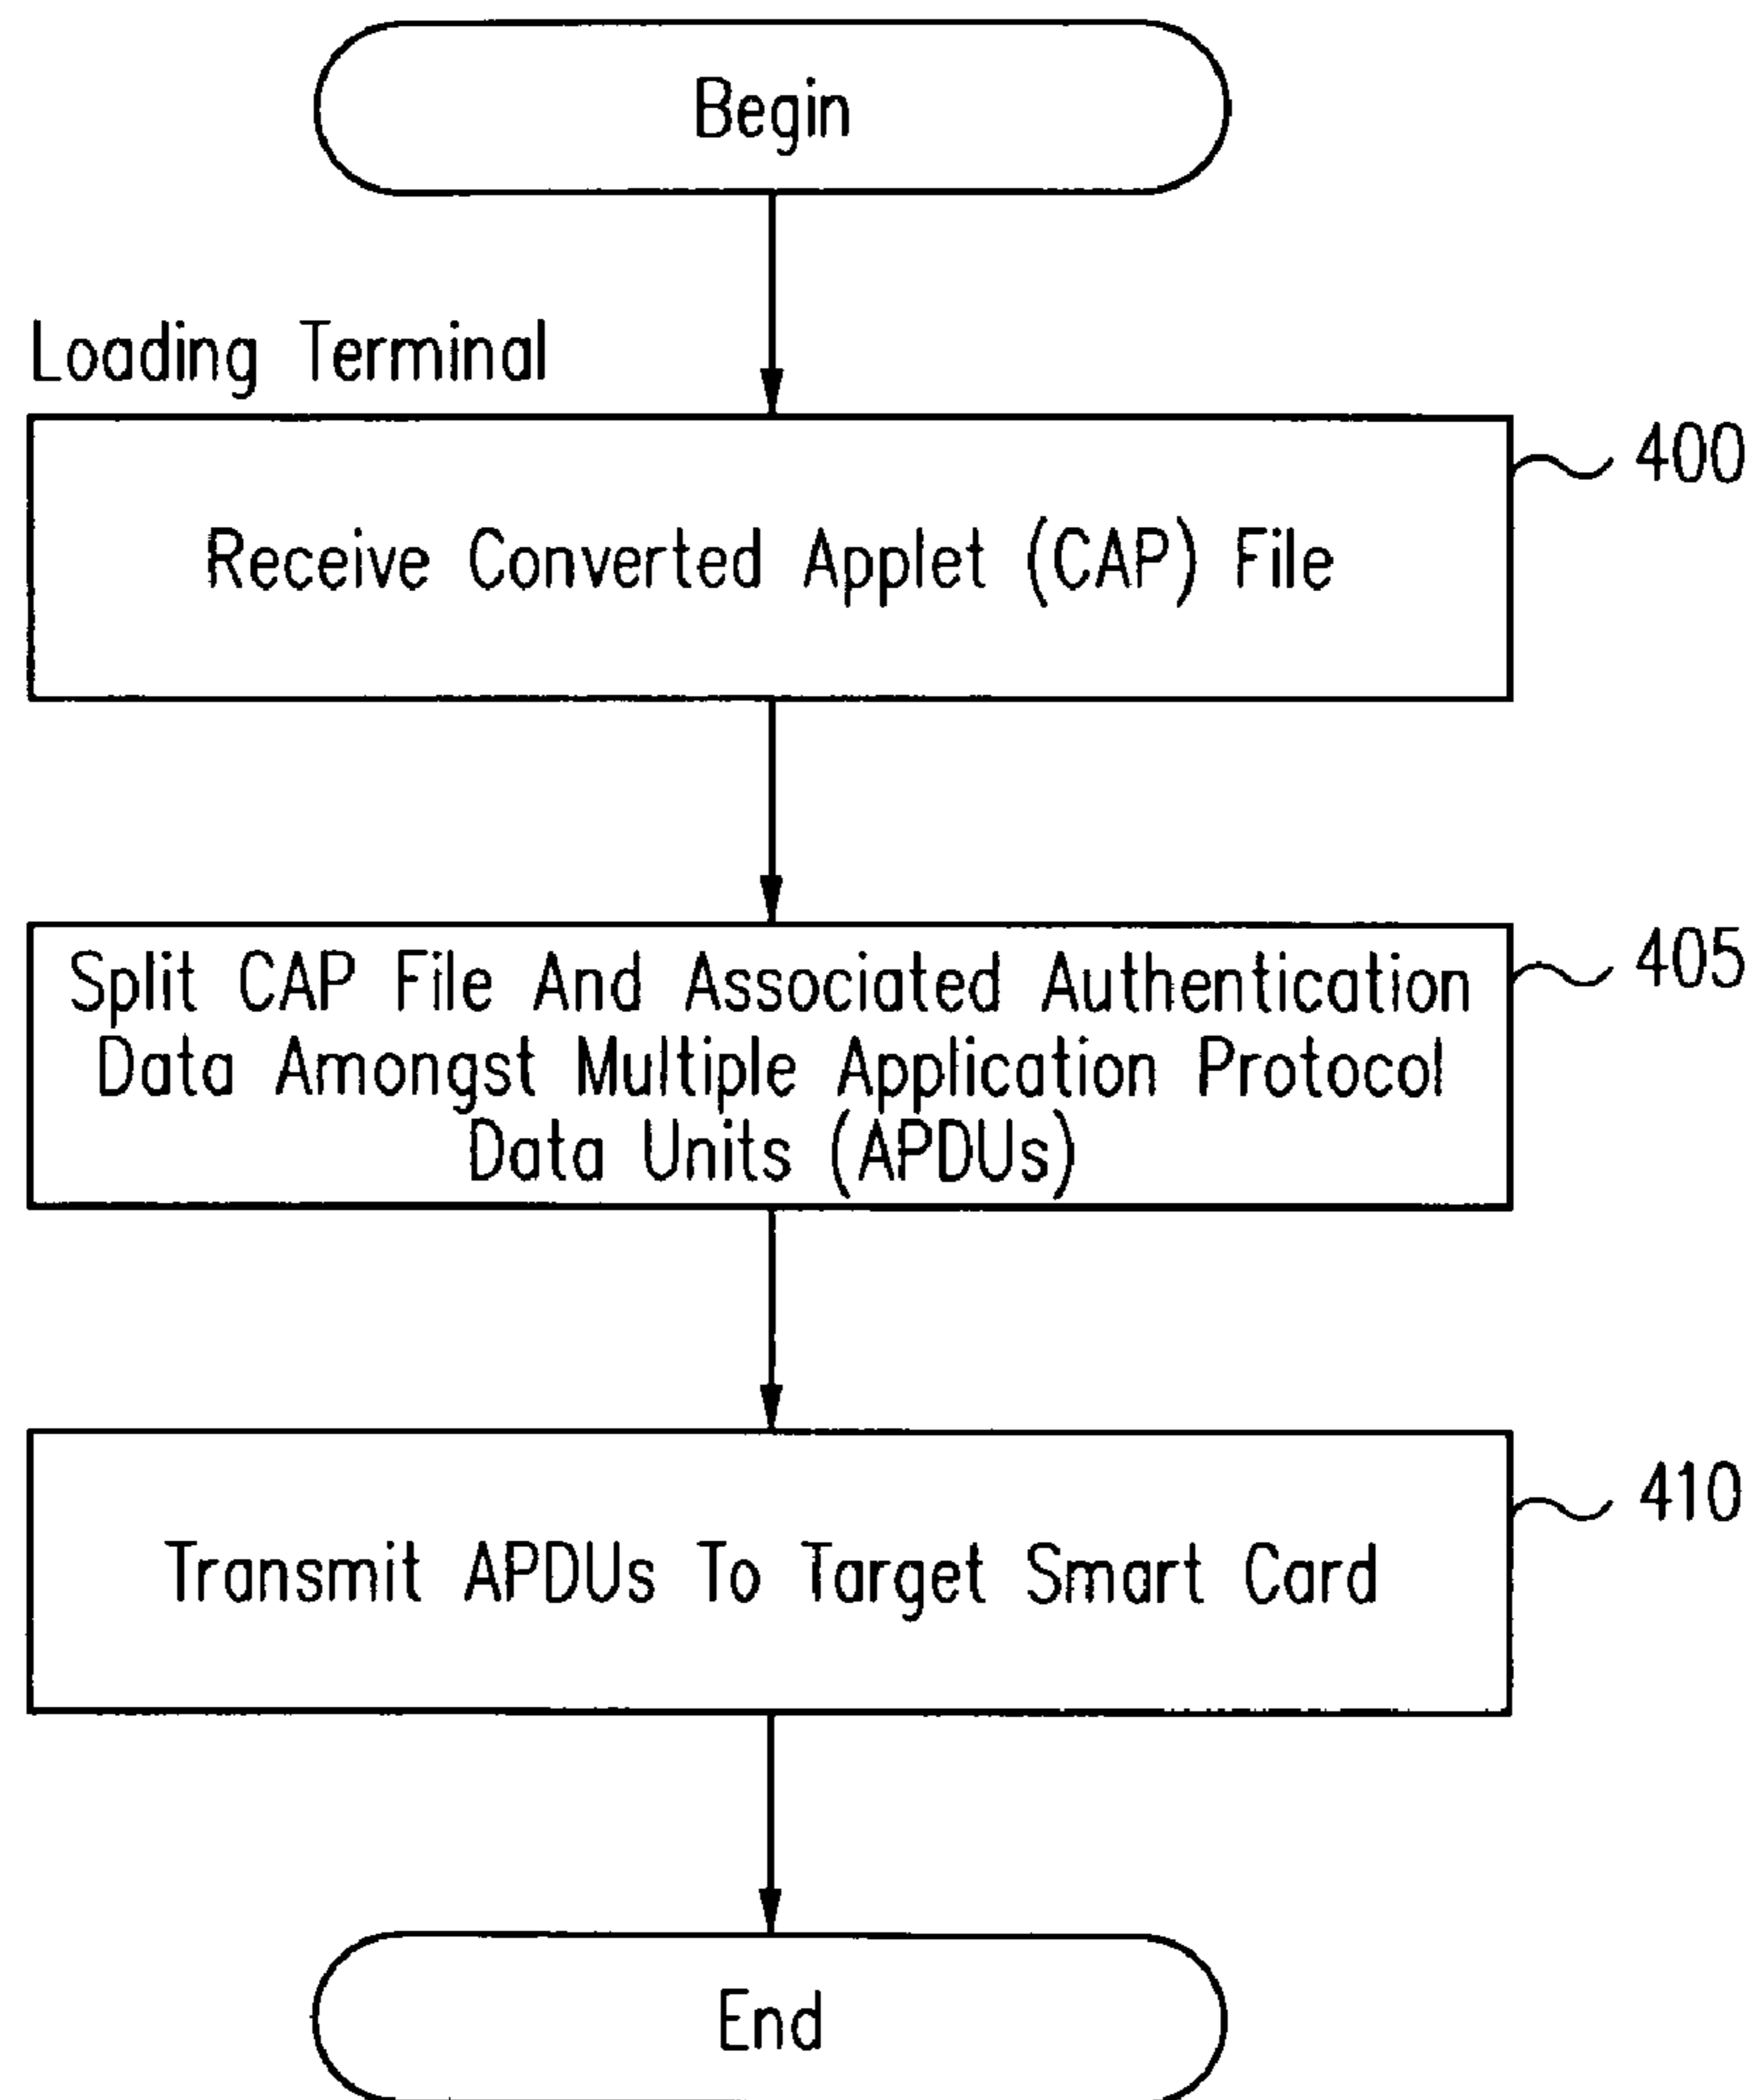 Begin
Loading Terminal
400
Receive Converted Applet (CAP) File
405
Split CAP File And Associated Authentication
Data Amongst Multiple Application Protocol
Data Units (APDUs)
410
Transmit APDUs To Target Smart Card
End